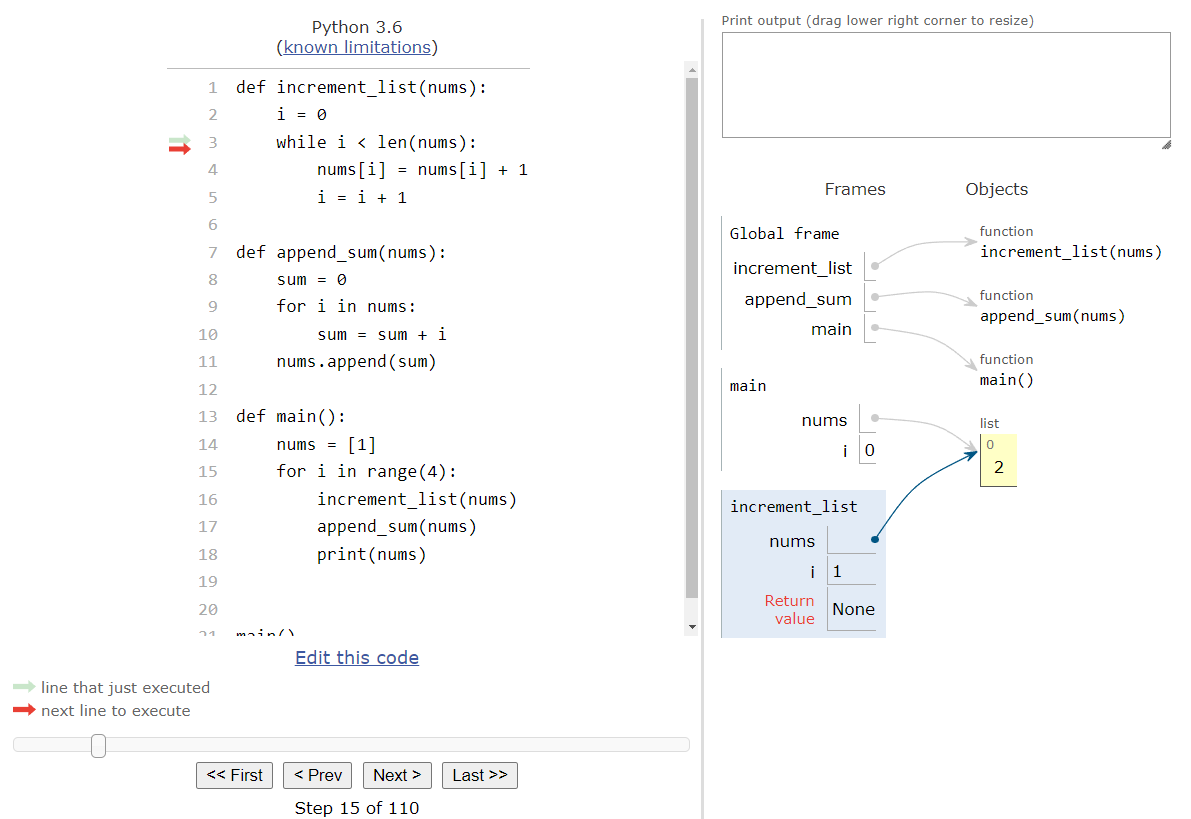 Python 3.6
(known limitations)
1 def increment_list(nums):
2     i = 0
3     while i < len(nums):
4         nums[i] = nums[i] + 1
5         i = i + 1
6
7 def append_sum(nums):
8     sum = 0
9     for i in nums:
10         sum = sum + i
11     nums.append(sum)
12
13 def main():
14     nums = [1]
15     for i in range(4):
16         increment_list(nums)
17         append_sum(nums)
18         print(nums)
19
20
21 main()
Edit this code
line that just executed
next line to execute
<< First < Prev Next > Last >>
Step 15 of 110
Print output (drag lower right corner to resize)
Frames Objects
Global frame
increment_list
append_sum
main
function
increment_list(nums)
function
append_sum(nums)
function
main()
main
nums
i 0
list
0
2
increment_list
nums
i 1
Return
value None